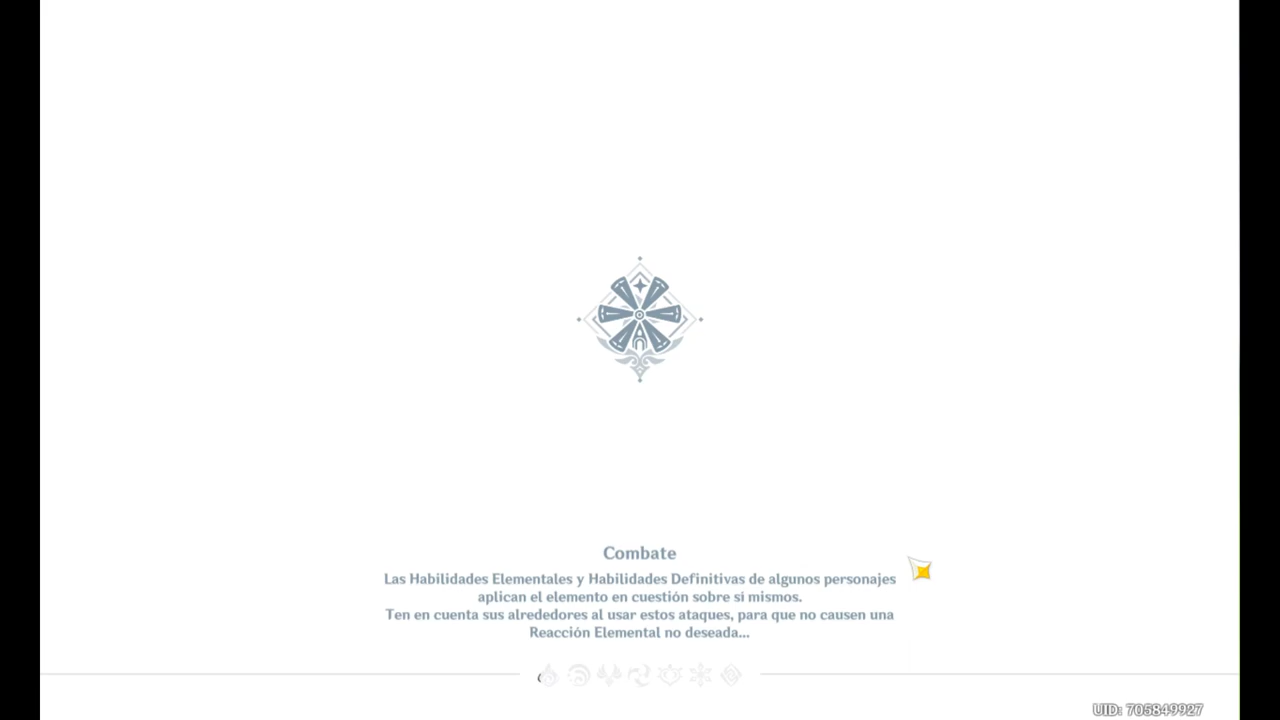 Combate
Las Habilidades Elementales y Habilidades Definitivas de algunos personajes
aplican el elemento en cuestión sobre sí mismos.
Ten en cuenta sus alrededores al usar estos ataques, para que no causen una
Reacción Elemental no deseada...
UID: 705849927